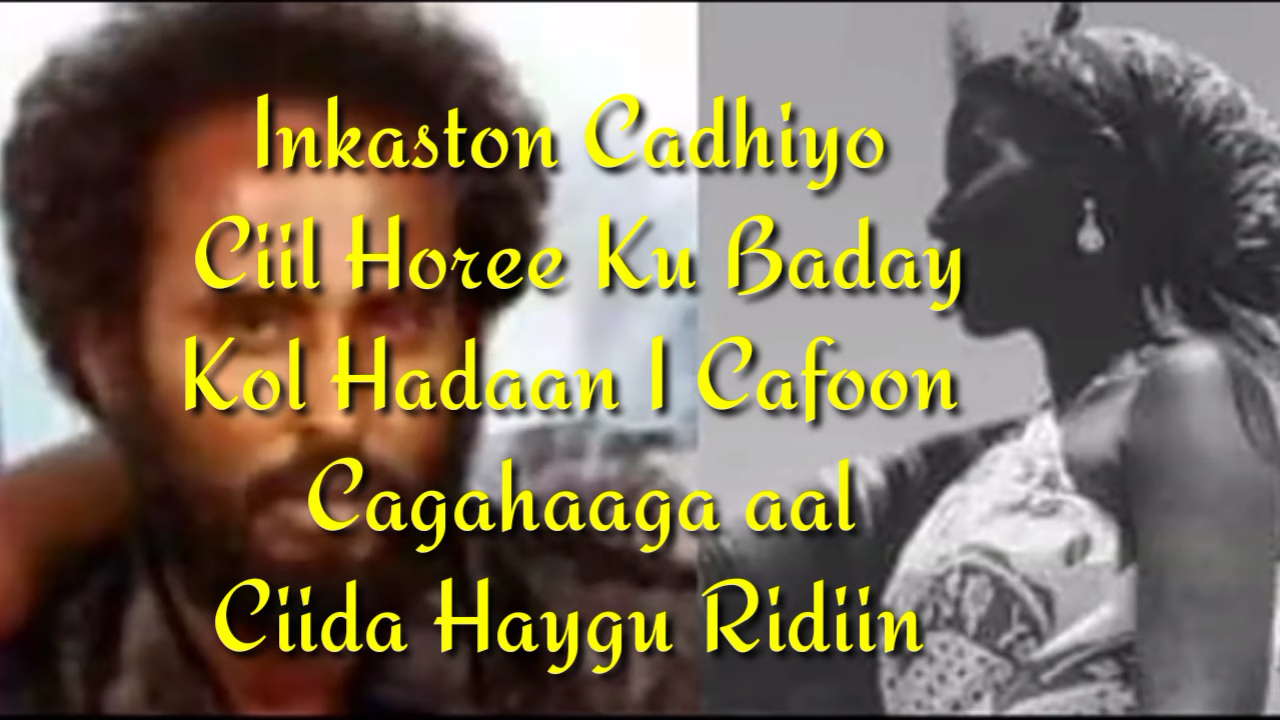 Inkaston Cadhiyo
Ciil Horee Ku Baday
Kol Hadaan I Cafoon
Cagahaaga aal
Ciida Haygu Ridiin